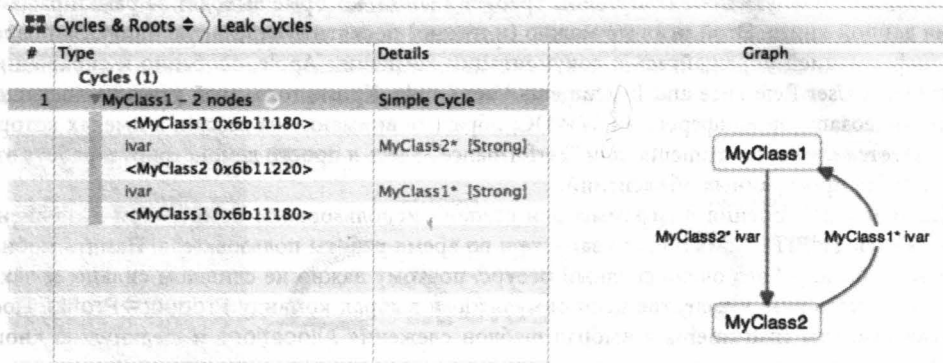 Cycles & Roots Leak Cycles
# Type Details Graph
Cycles (1)
1 MyClass1 – 2 nodes Simple Cycle
<MyClass1 0x6b11180>
ivar MyClass2* [Strong]
<MyClass2 0x6b11220>
ivar MyClass1* [Strong]
<MyClass1 0x6b11180>
MyClass1
MyClass2* ivar MyClass1* ivar
MyClass2